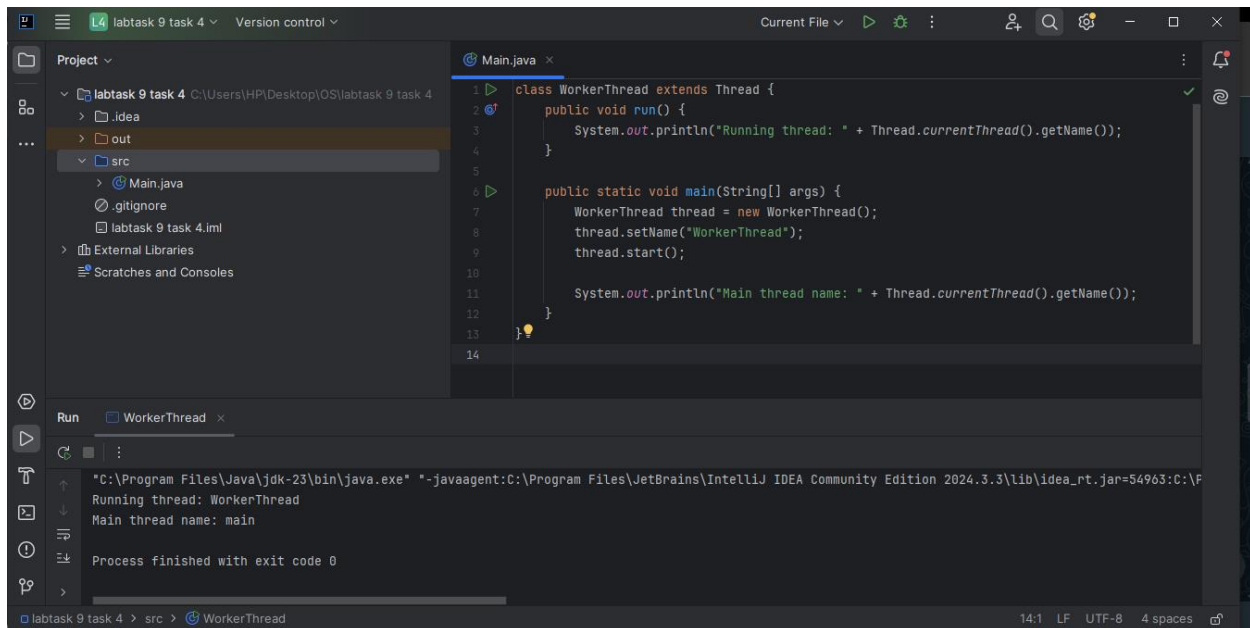 L4 labtask 9 task 4 Version control Current File
Project
Main.java
labtask 9 task 4 C:\Users\HP\Desktop\OS\labtask 9 task 4
.idea
out
src
Main.java
.gitignore
labtask 9 task 4.iml
External Libraries
Scratches and Consoles
1 class WorkerThread extends Thread {
2 public void run() {
3 System.out.println("Running thread: " + Thread.currentThread().getName());
4 }
5
6 public static void main(String[] args) {
7 WorkerThread thread = new WorkerThread();
8 thread.setName("WorkerThread");
9 thread.start();
10
11 System.out.println("Main thread name: " + Thread.currentThread().getName());
12 }
13 }
14
Run WorkerThread
"C:\Program Files\Java\jdk-23\bin\java.exe" "-javaagent:C:\Program Files\JetBrains\IntelliJ IDEA Community Edition 2024.3.3\lib\idea_rt.jar=54963:C:\P
Running thread: WorkerThread
Main thread name: main
Process finished with exit code 0
labtask 9 task 4 > src > WorkerThread 14:1 LF UTF-8 4 spaces